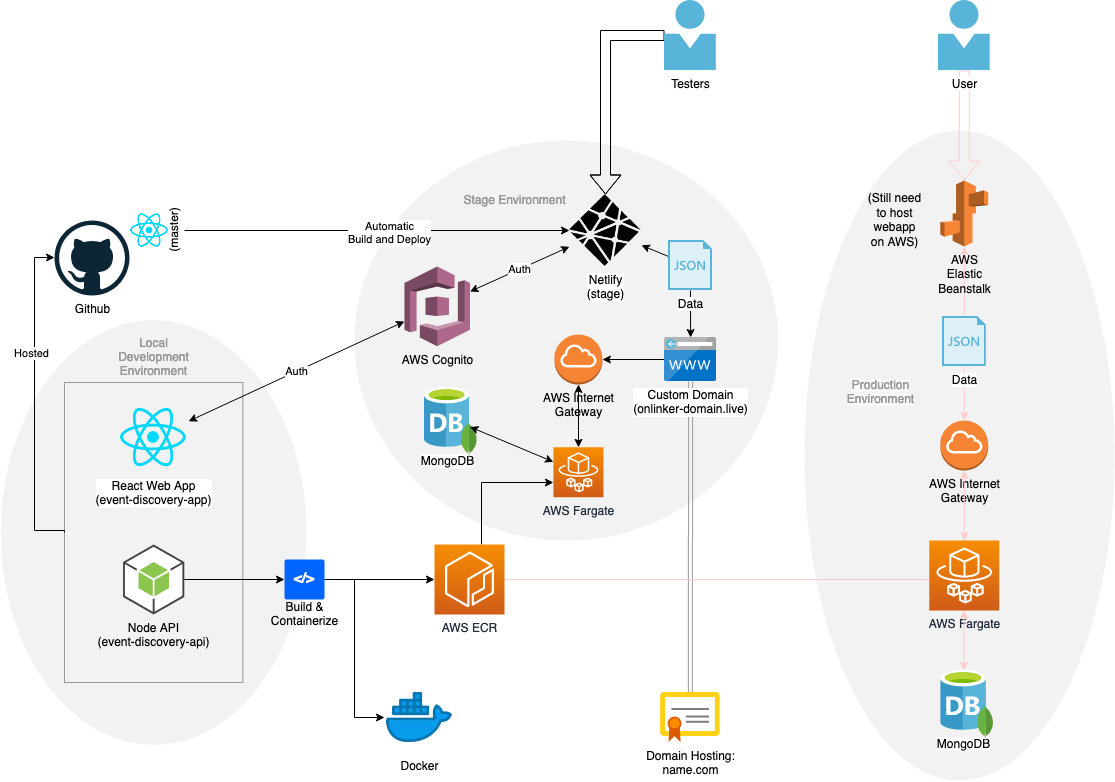 Testers
User
Stage Environment
(master)
Automatic
Build and Deploy
(Still need
to host
webapp
on AWS)
Github
Auth
Netlify
(stage)
JSON
Data
AWS
Elastic
Beanstalk
Hosted
Local
Development
Environment
AWS Cognito
Auth
WWW
Custom Domain
(onlinker-domain.live)
AWS Internet
Gateway
JSON
Data
Production
Environment
DB
MongoDB
React Web App
(event-discovery-app)
AWS Fargate
AWS Internet
Gateway
</>
Build &
Containerize
Node API
(event-discovery-api)
AWS ECR
AWS Fargate
DB
MongoDB
Docker
Domain Hosting:
name.com